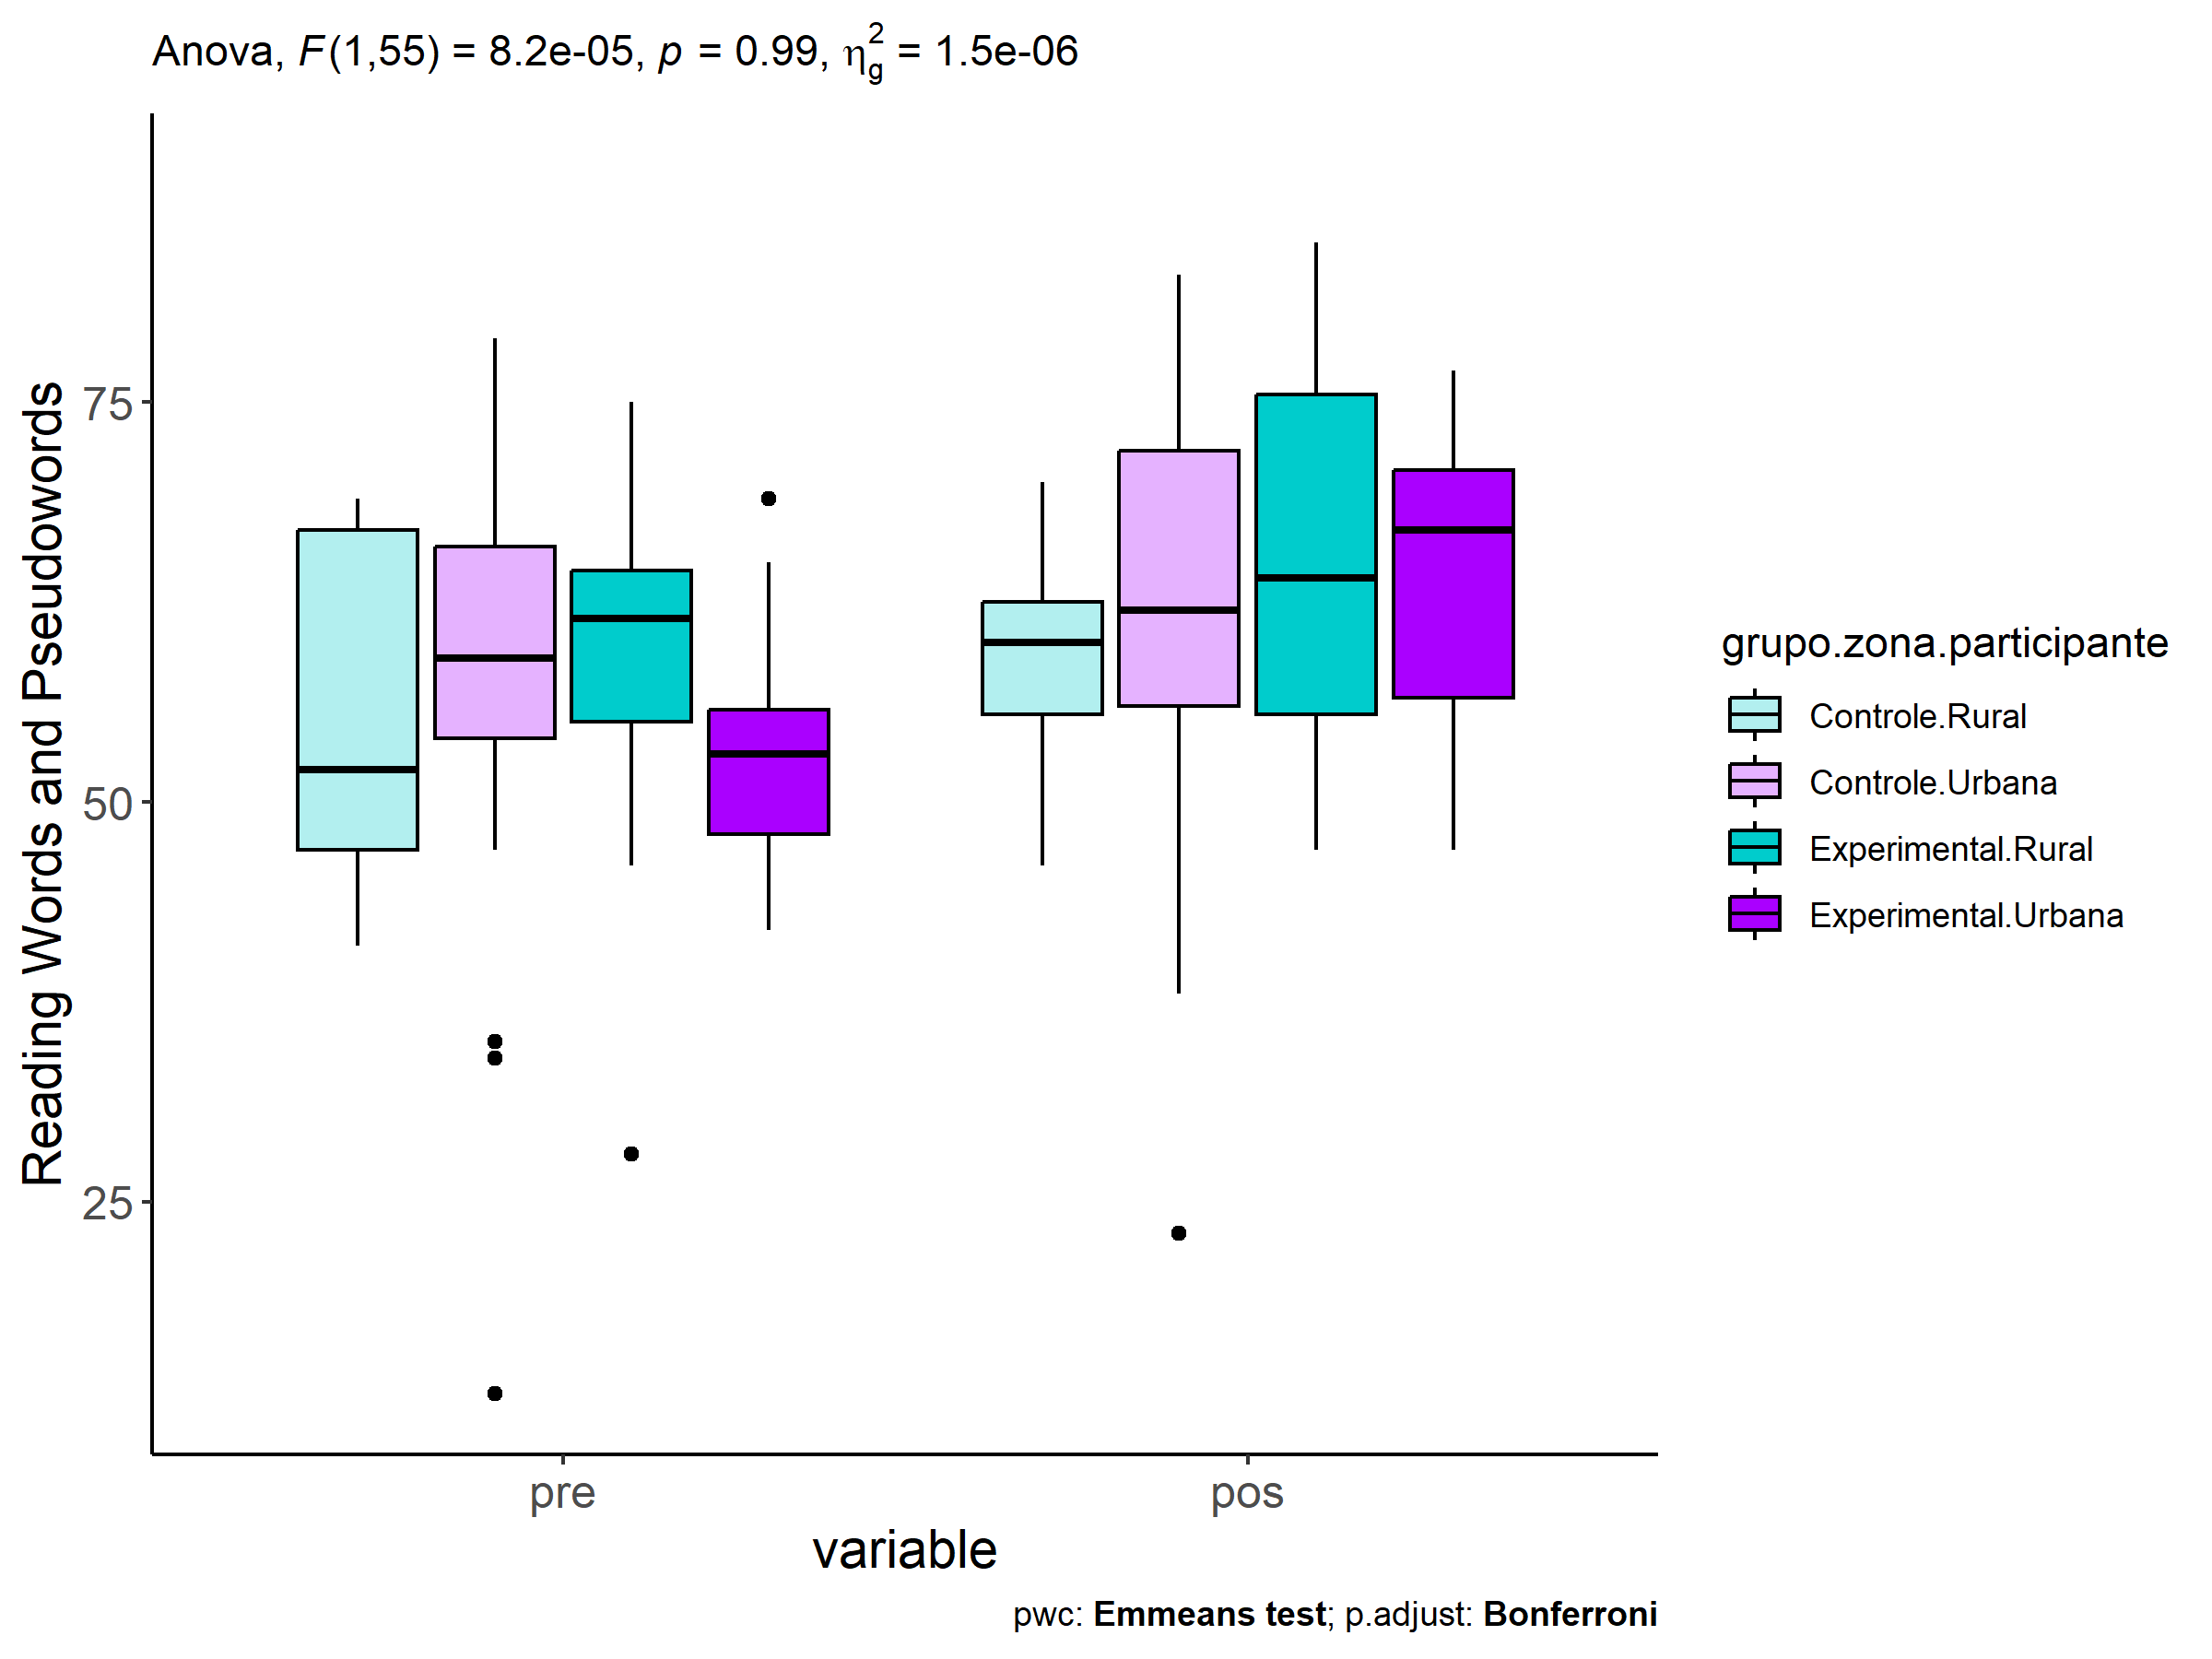 Anova, F(1,55) = 8.2e-05, p = 0.99, η²g = 1.5e-06
Reading Words and Pseudowords
75
50
25
pre
pos
variable
grupo.zona.participante
Controle.Rural
Controle.Urbana
Experimental.Rural
Experimental.Urbana
pwc: Emmeans test; p.adjust: Bonferroni